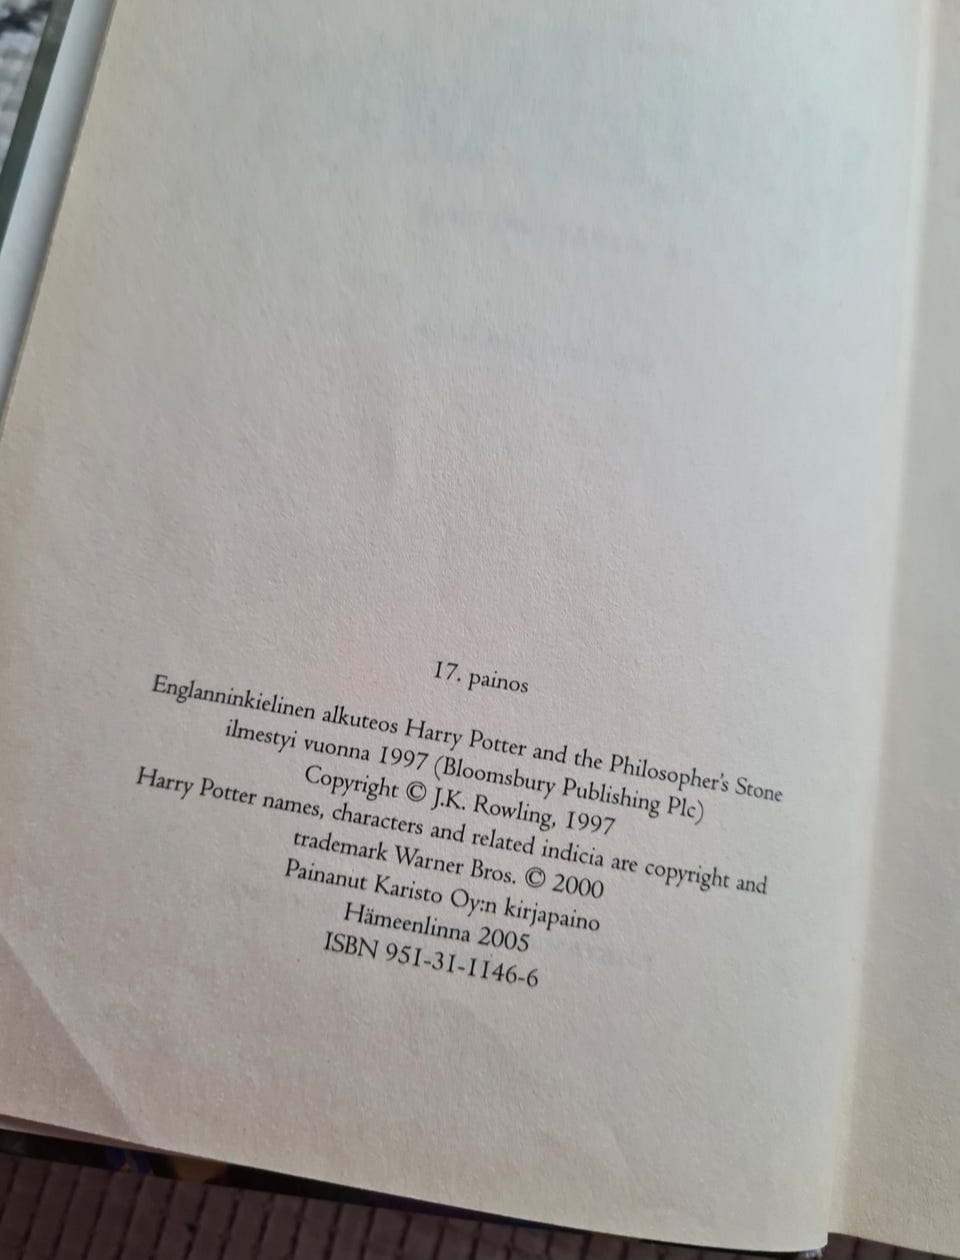 17. painos
Englanninkielinen alkuteos Harry Potter and the Philosopher's Stone
ilmestyi vuonna 1997 (Bloomsbury Publishing Plc)
Copyright © J.K. Rowling, 1997
Harry Potter names, characters and related indicia are copyright and
trademark Warner Bros. © 2000
Painanut Karisto Oy:n kirjapaino
Hämeenlinna 2005
ISBN 951-31-1146-6